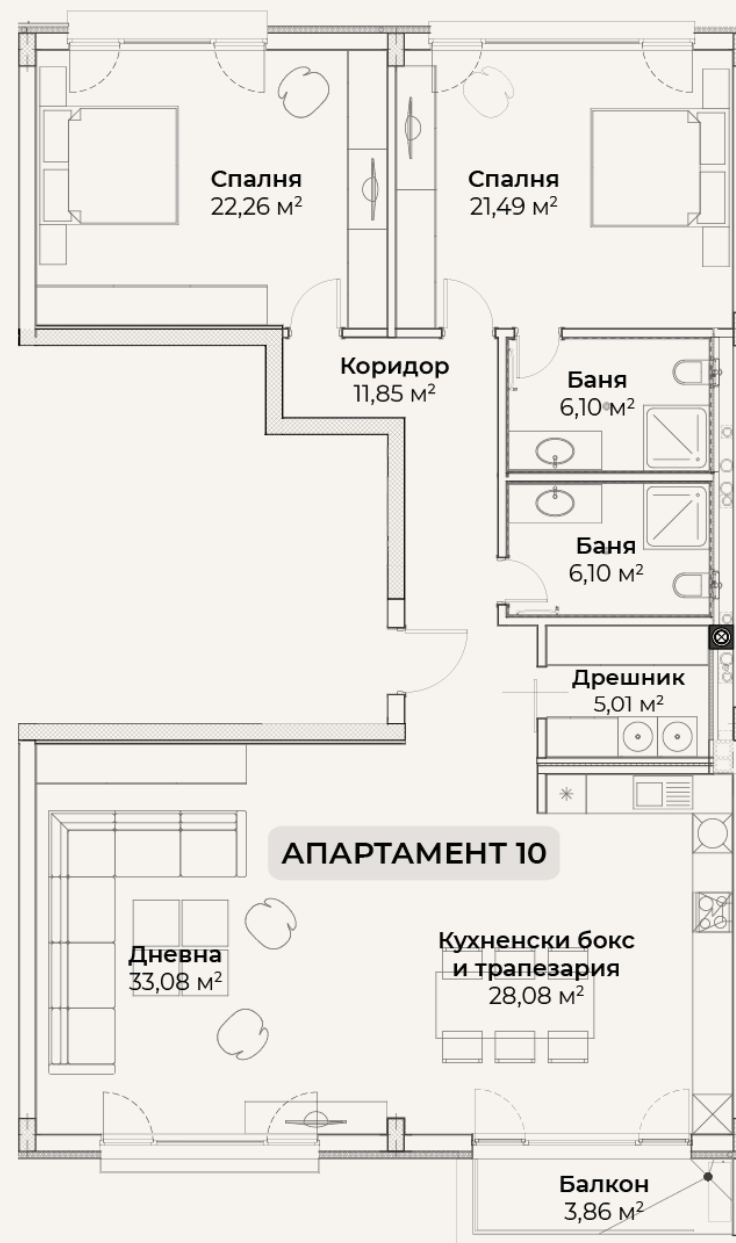 Спалня
22,26 м²
Спалня
21,49 м²
Коридор
11,85 м²
Баня
6,10 м²
Баня
6,10 м²
Дрешник
5,01 м²
АПАРТАМЕНТ 10
Дневна
33,08 м²
Кухненски бокс
и трапезария
28,08 м²
Балкон
3,86 м²